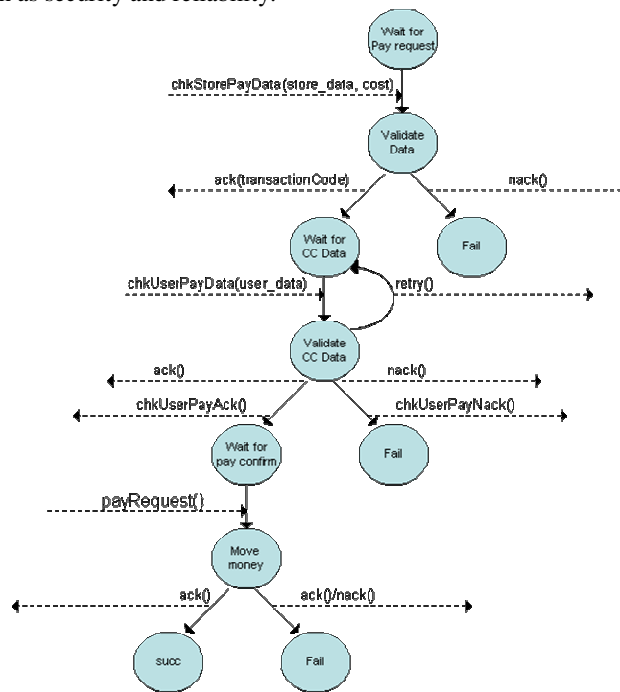 as security and reliability.
Wait for
Pay request
chkStorePayData(store_data, cost)
Validate
Data
ack(transactionCode)
nack()
Wait for
CC Data
Fail
chkUserPayData(user_data)
retry()
Validate
CC Data
ack()
nack()
chkUserPayAck()
chkUserPayNack()
Wait for
pay confirm
Fail
payRequest()
Move
money
ack()
ack()/nack()
succ
Fail